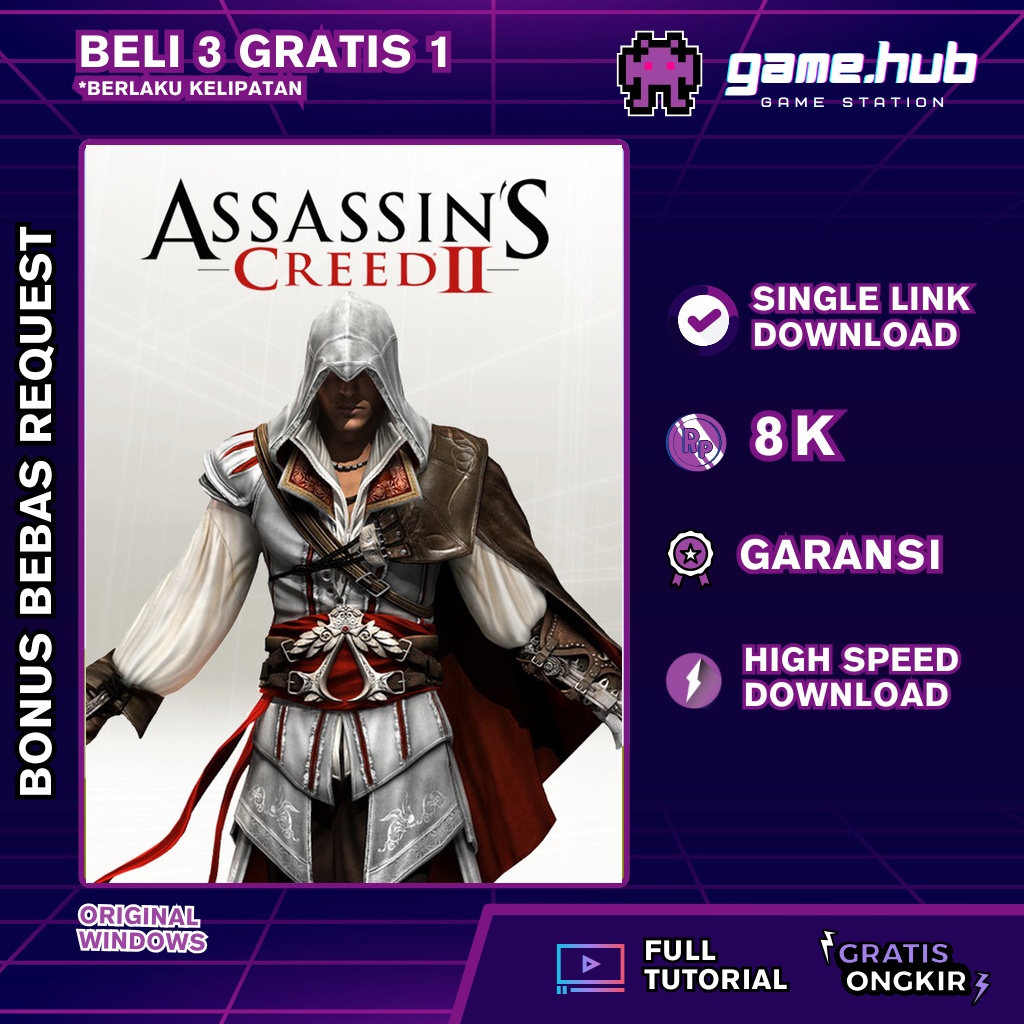 BELI 3 GRATIS 1
*BERLAKU KELIPATAN
game.hub
GAME STATION
BONUS BEBAS REQUEST
ASSASSIN'S
CREED II
SINGLE LINK
DOWNLOAD
Rp
8K
GARANSI
HIGH SPEED
DOWNLOAD
ORIGINAL
WINDOWS
FULL
TUTORIAL
GRATIS
ONGKIR